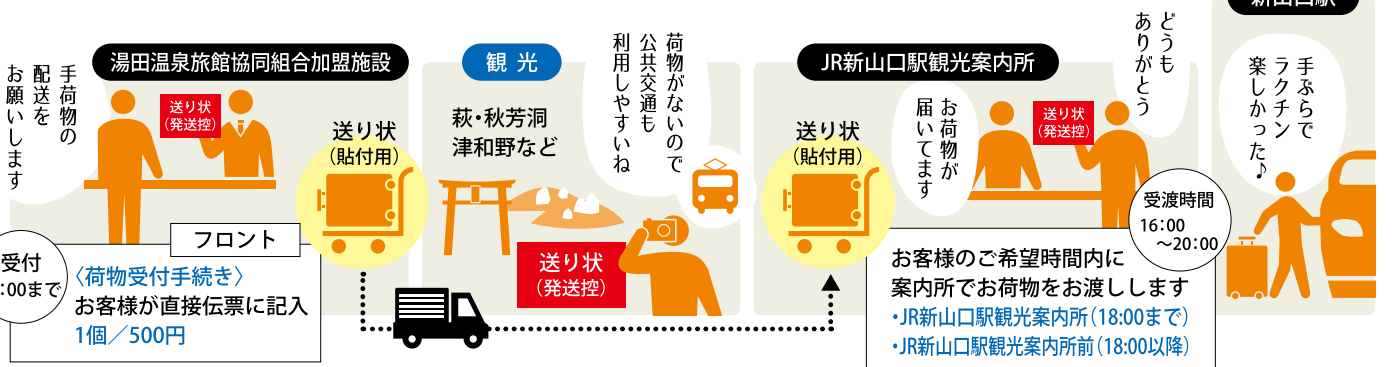 手荷物の
配送を
お願いします
湯田温泉旅館協同組合加盟施設
送り状
（発送控）
送り状
（貼付用）
受付
:00まで
フロント
〈荷物受付手続き〉
お客様が直接伝票に記入
1個／500円
観光
萩・秋芳洞
津和野など
荷物がないので
公共交通も
利用しやすいね
送り状
（発送控）
JR新山口駅観光案内所
送り状
（貼付用）
お荷物が
届いてます
送り状
（発送控）
どうも
ありがとう
受渡時間
16:00
～20:00
お客様のご希望時間内に
案内所でお荷物をお渡しします
・JR新山口駅観光案内所（18:00まで）
・JR新山口駅観光案内所前（18:00以降）
新山口駅
手ぶらで
ラクチン
楽しかった♪